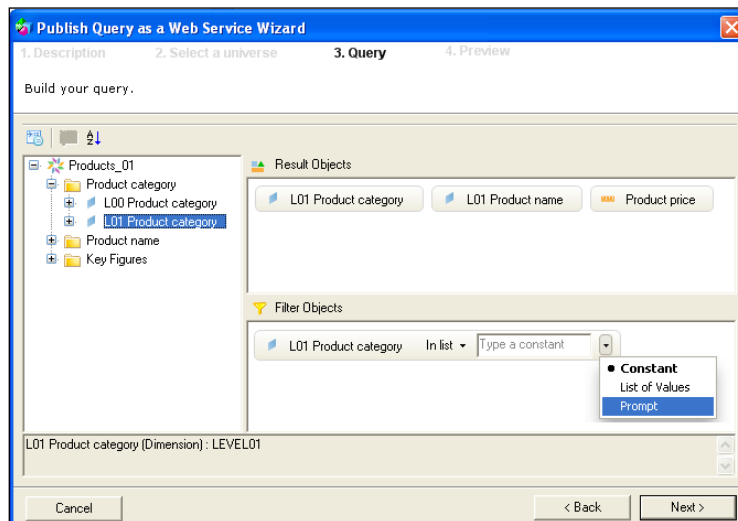 Publish Query as a Web Service Wizard
1. Description 2. Select a universe 3. Query 4. Preview
Build your query.
Products_01
Product category
L00 Product category
L01 Product category
Product name
Key Figures
Result Objects
L01 Product category L01 Product name Product price
Filter Objects
L01 Product category In list Type a constant
Constant
List of Values
Prompt
L01 Product category (Dimension) : LEVEL01
Cancel < Back Next >